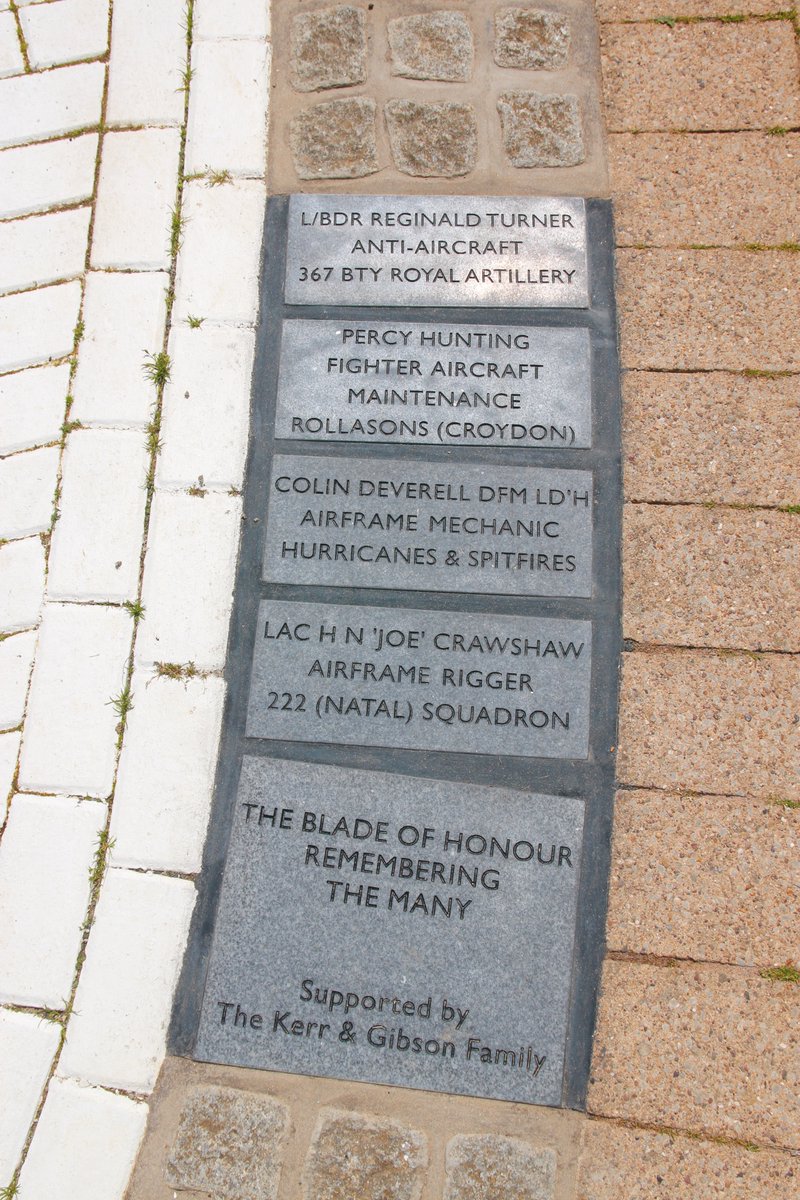 L/BDR REGINALD TURNER
ANTI-AIRCRAFT
367 BTY ROYAL ARTILLERY
PERCY HUNTING
FIGHTER AIRCRAFT
MAINTENANCE
ROLLASONS (CROYDON)
COLIN DEVERELL DFM LD'H
AIRFRAME MECHANIC
HURRICANES & SPITFIRES
LAC H N 'JOE' CRAWSHAW
AIRFRAME RIGGER
222 (NATAL) SQUADRON
THE BLADE OF HONOUR
REMEMBERING
THE MANY
Supported by
The Kerr & Gibson Family